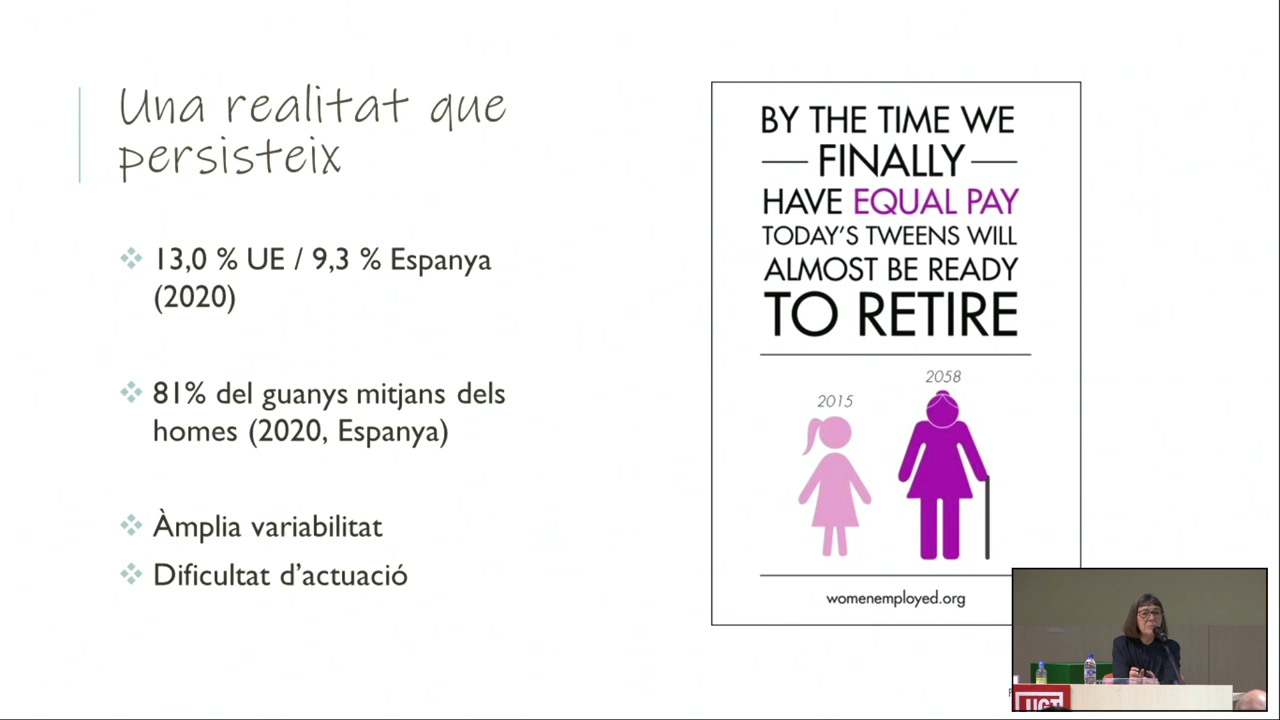 Una realitat que
persisteix
13,0 % UE / 9,3 % Espanya
(2020)
81% del guanys mitjans dels
homes (2020, Espanya)
Àmplia variabilitat
Dificultat d’actuació
BY THE TIME WE
FINALLY
HAVE EQUAL PAY
TODAY’S TWEENS WILL
ALMOST BE READY
TO RETIRE
2015
2058
womenemployed.org
UGT